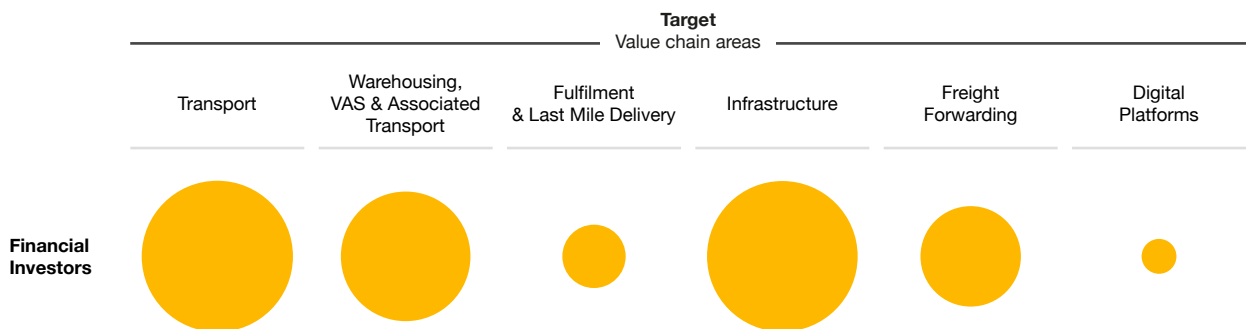 Target
Value chain areas
Transport
Warehousing,
VAS & Associated
Transport
Fulfilment
& Last Mile Delivery
Infrastructure
Freight
Forwarding
Digital
Platforms
Financial
Investors